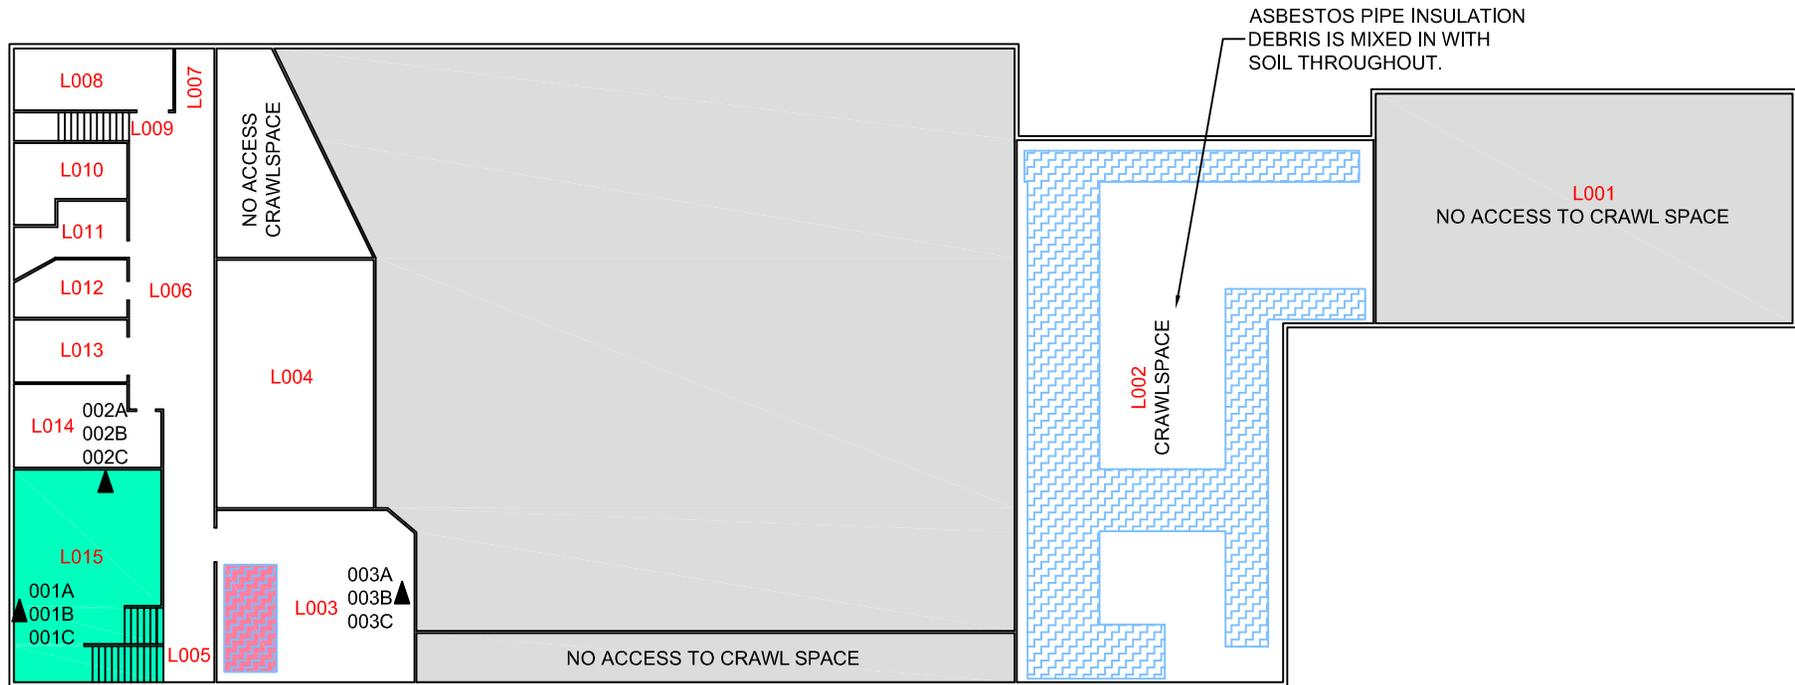 ASBESTOS PIPE INSULATION
DEBRIS IS MIXED IN WITH
SOIL THROUGHOUT.
L008
L007
L009
L010
L011
L012
L006
L013
L014
002A
002B
002C
L015
001A
001B
001C
L005
NO ACCESS
CRAWLSPACE
L004
L003
003A
003B
003C
NO ACCESS TO CRAWL SPACE
L002
CRAWLSPACE
L001
NO ACCESS TO CRAWL SPACE